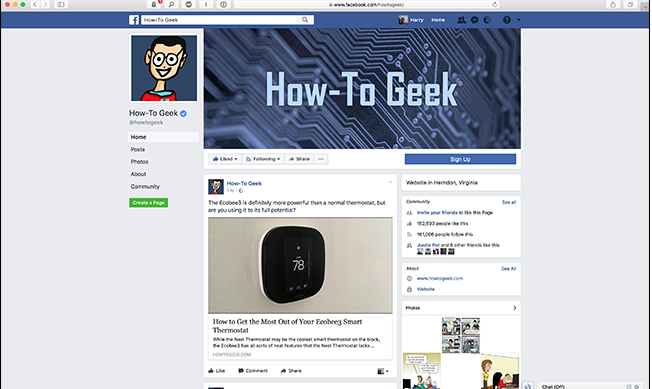 www.facebook.com/howtogeek/
How-To Geek
Harry Home
How-To Geek
@howtogeek
Home
Posts
Photos
About
Community
Create a Page
How-To Geek
Liked Following Share
Sign Up
How-To Geek
1 hr
The Ecobee3 is definitely more powerful than a normal thermostat, but
are you using it to its full potential?
78
How to Get the Most Out of Your Ecobee3 Smart
Thermostat
While the Nest Thermostat may be the coolest smart thermostat on the block,
the Ecobee3 has all sorts of neat features that the Nest Thermostat lacks ...
HOWTOGEEK.COM
Like Comment Share
Website in Herndon, Virginia
Community See all
Invite your friends to like this Page
162,693 people like this
161,096 people follow this
Justin Pot and 6 other friends like this
About See All
www.howtogeek.com
Website
Photos
Chat (Off)